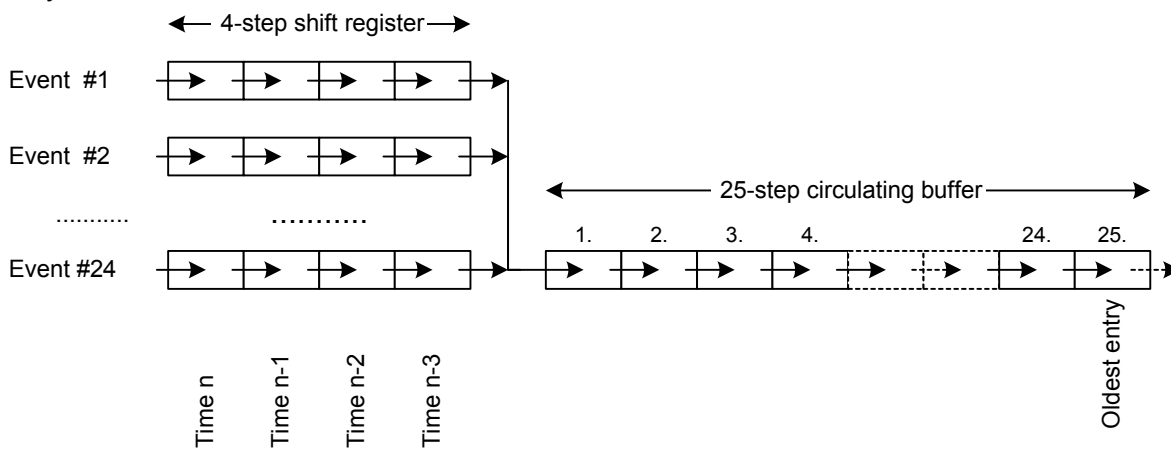 4-step shift register
Event #1
Event #2
25-step circulating buffer
........... ...........
1. 2. 3. 4. 24. 25.
Event #24
Time n
Time n-1
Time n-2
Time n-3
Oldest entry